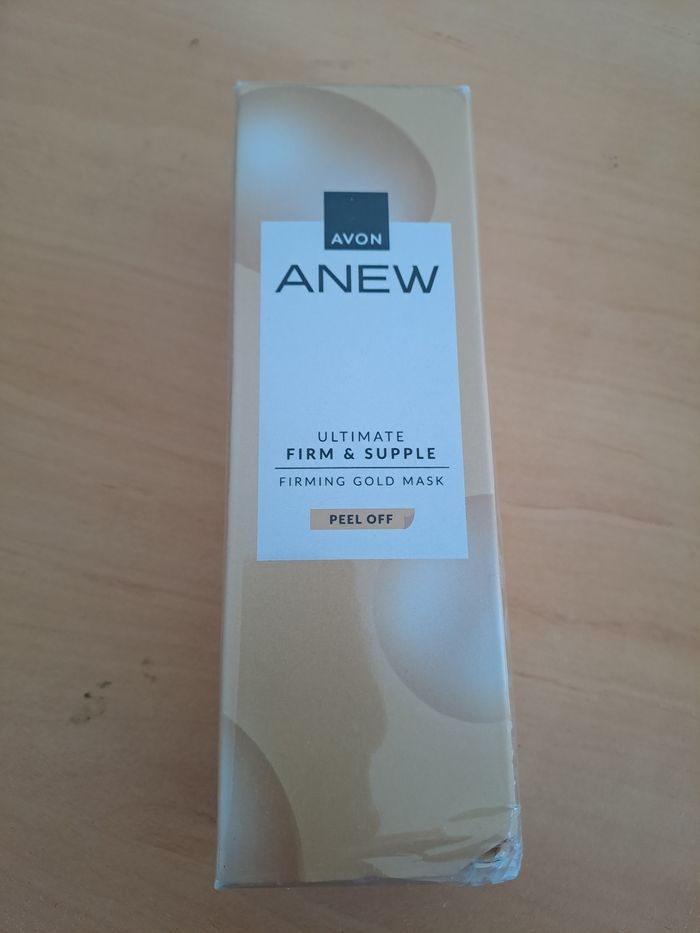 AVON
ANEW
ULTIMATE
FIRM & SUPPLE
FIRMING GOLD MASK
PEEL OFF